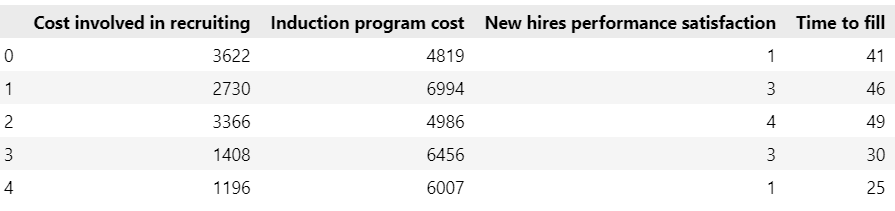 Cost involved in recruiting Induction program cost New hires performance satisfaction Time to fill
0 3622 4819 1 41
1 2730 6994 3 46
2 3366 4986 4 49
3 1408 6456 3 30
4 1196 6007 1 25